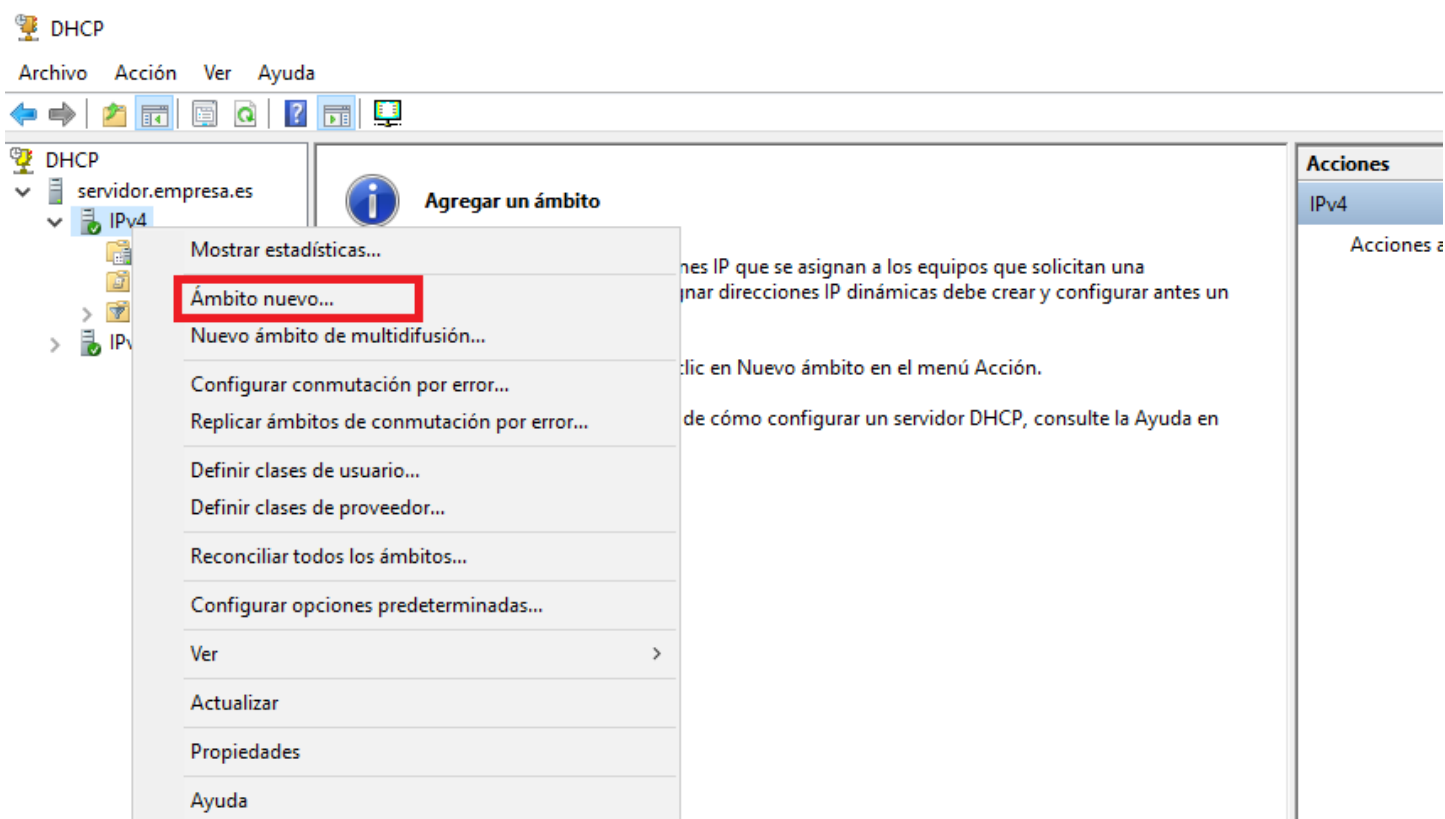 DHCP
Archivo Acción Ver Ayuda
DHCP
servidor.empresa.es
IPv4
Agregar un ámbito
nes IP que se asignan a los equipos que solicitan una
gnar direcciones IP dinámicas debe crear y configurar antes un
clic en Nuevo ámbito en el menú Acción.
de cómo configurar un servidor DHCP, consulte la Ayuda en
Mostrar estadísticas...
Ámbito nuevo...
Nuevo ámbito de multidifusión...
Configurar conmutación por error...
Replicar ámbitos de conmutación por error...
Definir clases de usuario...
Definir clases de proveedor...
Reconciliar todos los ámbitos...
Configurar opciones predeterminadas...
Ver
Actualizar
Propiedades
Ayuda
Acciones
IPv4
Acciones a